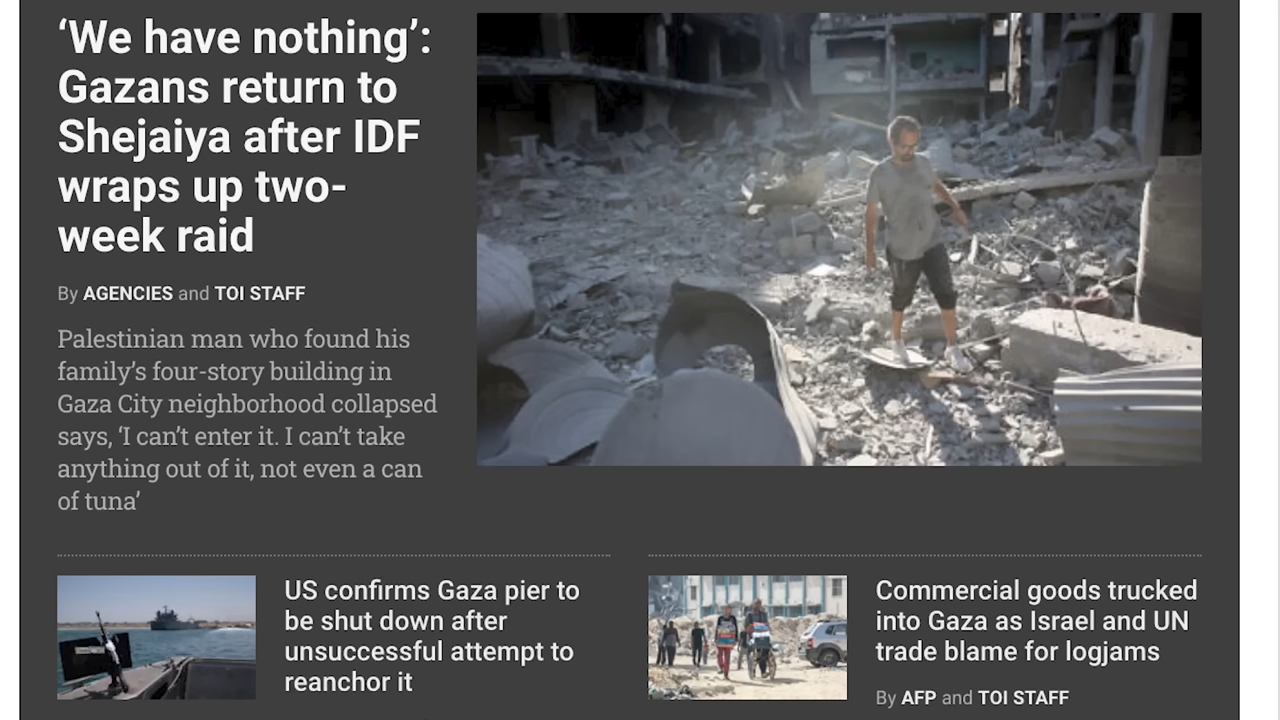 ‘We have nothing’:
Gazans return to
Shejaiya after IDF
wraps up two-
week raid
By AGENCIES and TOI STAFF
Palestinian man who found his
family’s four-story building in
Gaza City neighborhood collapsed
says, ‘I can’t enter it. I can’t take
anything out of it, not even a can
of tuna’
US confirms Gaza pier to
be shut down after
unsuccessful attempt to
reanchor it
Commercial goods trucked
into Gaza as Israel and UN
trade blame for logjams
By AFP and TOI STAFF